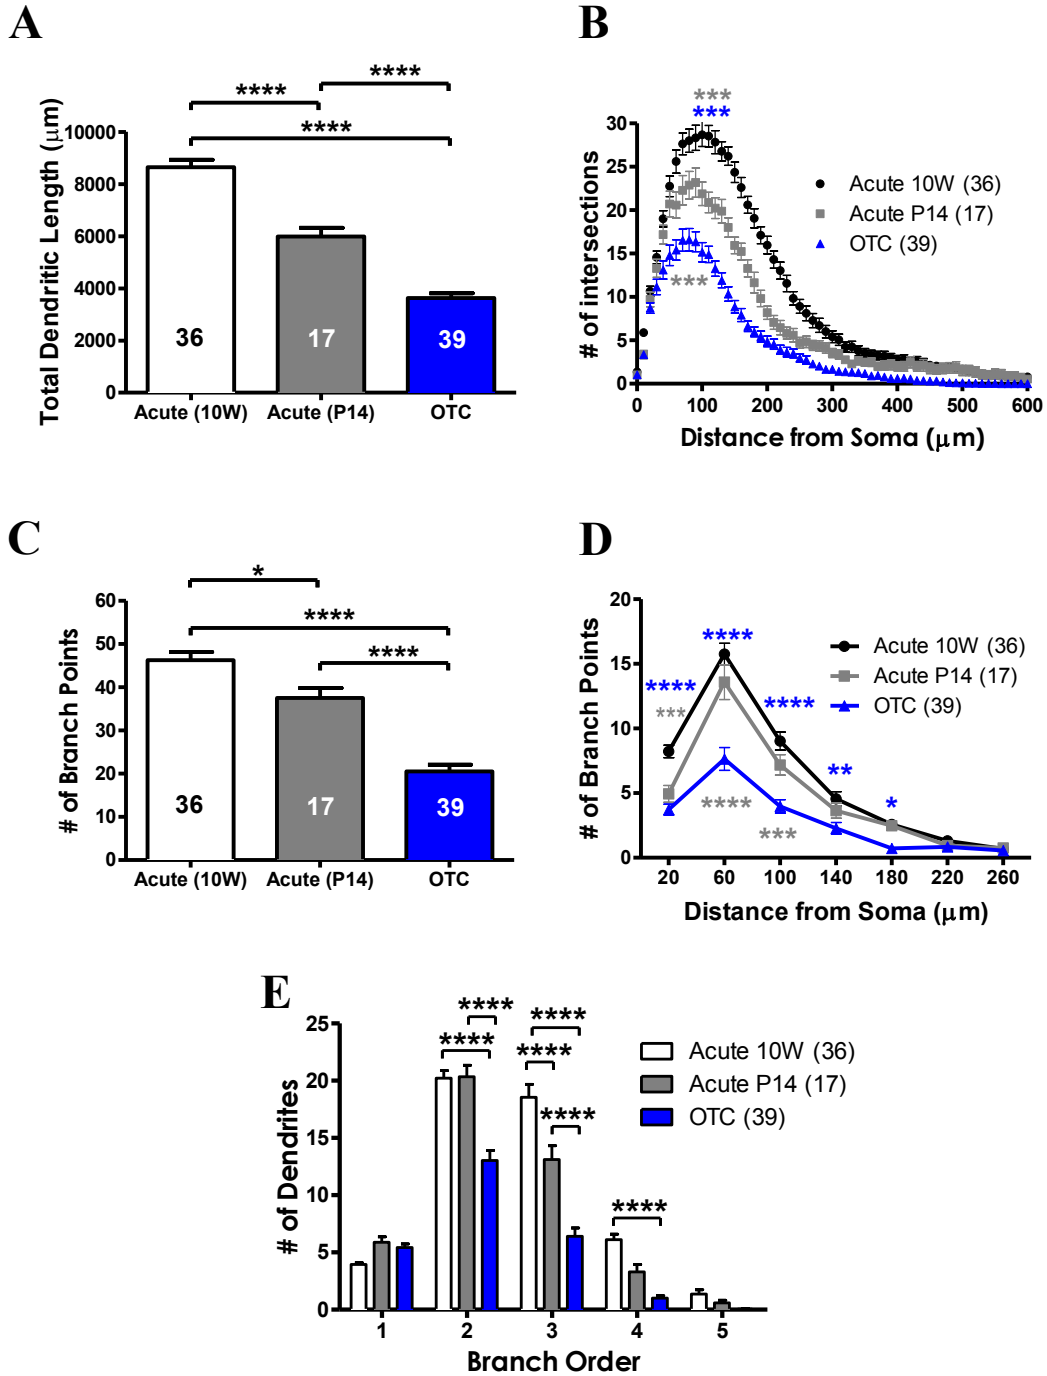 A
****
****
****
Total Dendritic Length (μm)
10000
8000
6000
4000
2000
0
36
17
39
Acute (10W)
Acute (P14)
OTC
B
***
***
***
# of intersections
30
25
20
15
10
5
0
Acute 10W (36)
Acute P14 (17)
OTC (39)
0 100 200 300 400 500 600
Distance from Soma (μm)
C
*
****
****
# of Branch Points
60
50
40
30
20
10
0
36
17
39
Acute (10W)
Acute (P14)
OTC
D
# of Branch Points
20
15
10
5
0
****
****
***
****
**
*
****
***
Acute 10W (36)
Acute P14 (17)
OTC (39)
20 60 100 140 180 220 260
Distance from Soma (μm)
E
# of Dendrites
25
20
15
10
5
0
****
****
****
****
****
****
Acute 10W (36)
Acute P14 (17)
OTC (39)
1 2 3 4 5
Branch Order